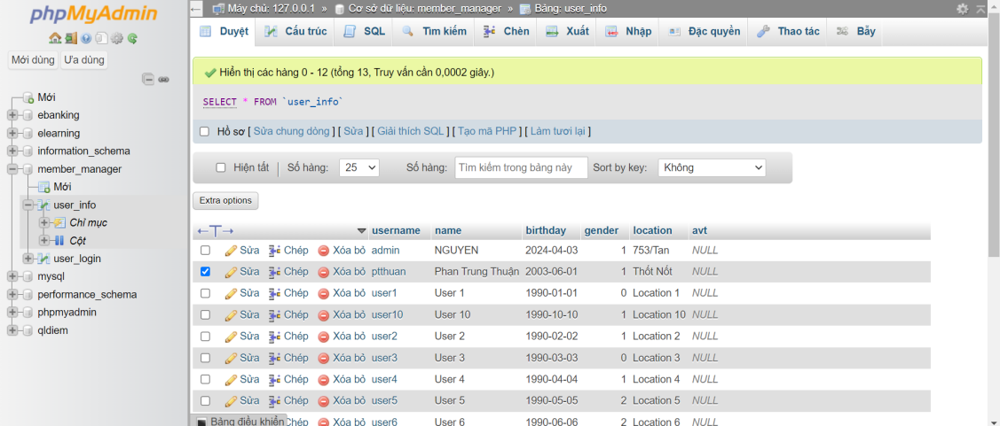 phpMyAdmin
Mới dùng Ưa dùng
Mới
ebanking
elearning
information_schema
member_manager
Mới
user_info
Chỉ mục
Cột
user_login
mysql
performance_schema
phpmyadmin
qldiem
Máy chủ: 127.0.0.1 » Cơ sở dữ liệu: member_manager » Bảng: user_info
Duyệt Cấu trúc SQL Tìm kiếm Chèn Xuất Nhập Đặc quyền Thao tác Bẫy
Hiển thị các hàng 0 - 12 (tổng 13, Truy vấn cần 0,0002 giây.)
SELECT * FROM `user_info`
Hồ sơ [ Sửa chung dòng ] [ Sửa ] [ Giải thích SQL ] [ Tạo mã PHP ] [ Làm tươi lại ]
Hiện tất | Số hàng: 25 Số hàng: Tìm kiếm trong bảng này Sort by key: Không
Extra options
←T→ username name birthday gender location avt
Sửa Chép Xóa bỏ admin NGUYEN 2024-04-03 1 753/Tan NULL
Sửa Chép Xóa bỏ ptthuan Phan Trung Thuận 2003-06-01 1 Thốt Nốt NULL
Sửa Chép Xóa bỏ user1 User 1 1990-01-01 0 Location 1 NULL
Sửa Chép Xóa bỏ user10 User 10 1990-10-10 1 Location 10 NULL
Sửa Chép Xóa bỏ user2 User 2 1990-02-02 1 Location 2 NULL
Sửa Chép Xóa bỏ user3 User 3 1990-03-03 0 Location 3 NULL
Sửa Chép Xóa bỏ user4 User 4 1990-04-04 1 Location 4 NULL
Sửa Chép Xóa bỏ user5 User 5 1990-05-05 2 Location 5 NULL
Bảng điều khiển Chép Xóa bỏ user6 User 6 1990-06-06 2 Location 6 NULL